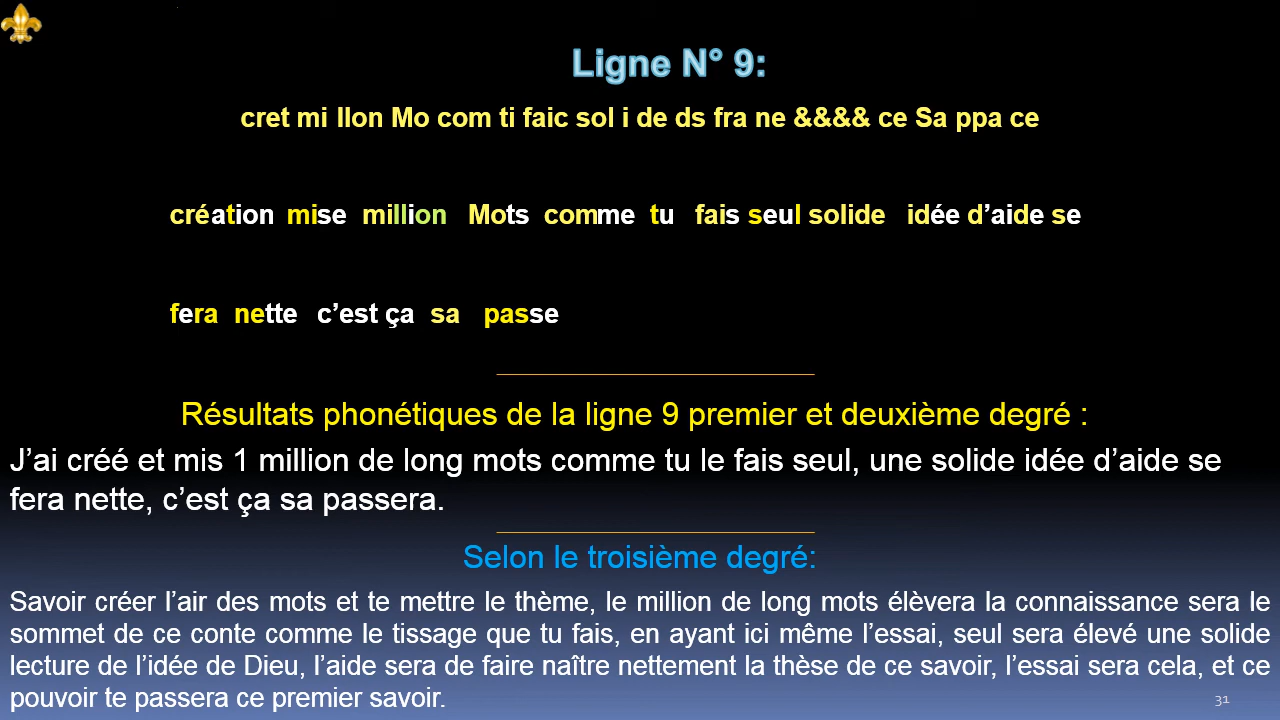 Ligne N° 9:
cret mi llon Mo com ti faic sol i de ds fra ne &&&& ce Sa ppa ce
création mise million Mots comme tu fais seul solide idée d’aide se
fera nette c’est ça sa passe
Résultats phonétiques de la ligne 9 premier et deuxième degré :
J’ai créé et mis 1 million de long mots comme tu le fais seul, une solide idée d’aide se
fera nette, c’est ça sa passera.
Selon le troisième degré:
Savoir créer l’air des mots et te mettre le thème, le million de long mots élèvera la connaissance sera le
sommet de ce conte comme le tissage que tu fais, en ayant ici même l’essai, seul sera élevé une solide
lecture de l’idée de Dieu, l’aide sera de faire naître nettement la thèse de ce savoir, l’essai sera cela, et ce
pouvoir te passera ce premier savoir.
31